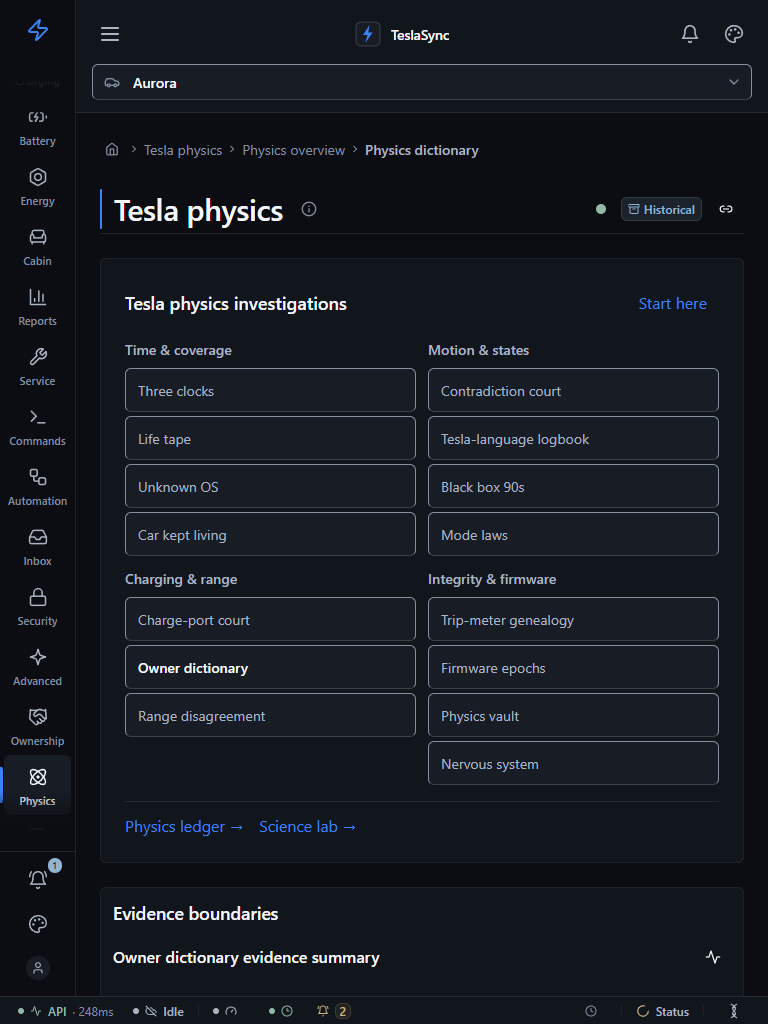 TeslaSync
Aurora
Charging
Battery
Energy
Cabin
Reports
Service
Commands
Automation
Inbox
Security
Advanced
Ownership
Physics
1
Tesla physics > Physics overview > Physics dictionary
Tesla physics
Historical
Tesla physics investigations
Start here
Time & coverage
Three clocks
Life tape
Unknown OS
Car kept living
Motion & states
Contradiction court
Tesla-language logbook
Black box 90s
Mode laws
Charging & range
Charge-port court
Owner dictionary
Range disagreement
Integrity & firmware
Trip-meter genealogy
Firmware epochs
Physics vault
Nervous system
Physics ledger →
Science lab →
Evidence boundaries
Owner dictionary evidence summary
API · 248ms
Idle
2
Status